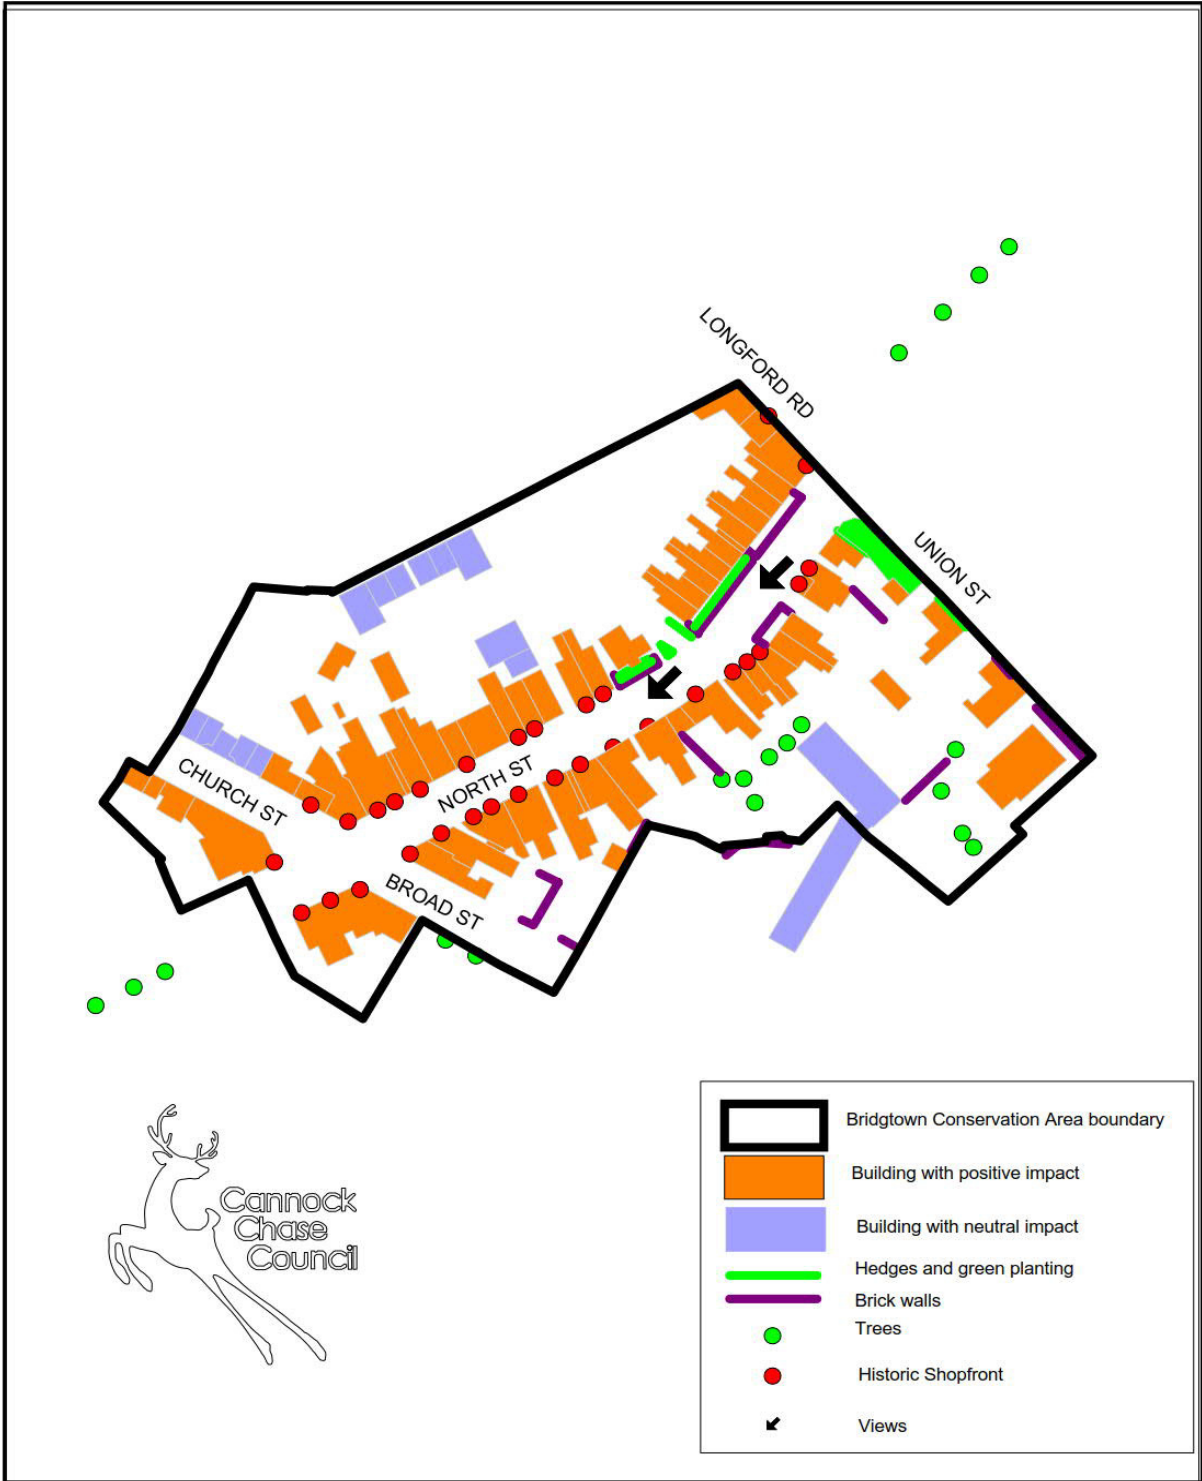 LONGFORD RD
UNION ST
CHURCH ST
NORTH ST
BROAD ST
Cannock
Chase
Council
Bridgtown Conservation Area boundary
Building with positive impact
Building with neutral impact
Hedges and green planting
Brick walls
Trees
Historic Shopfront
Views